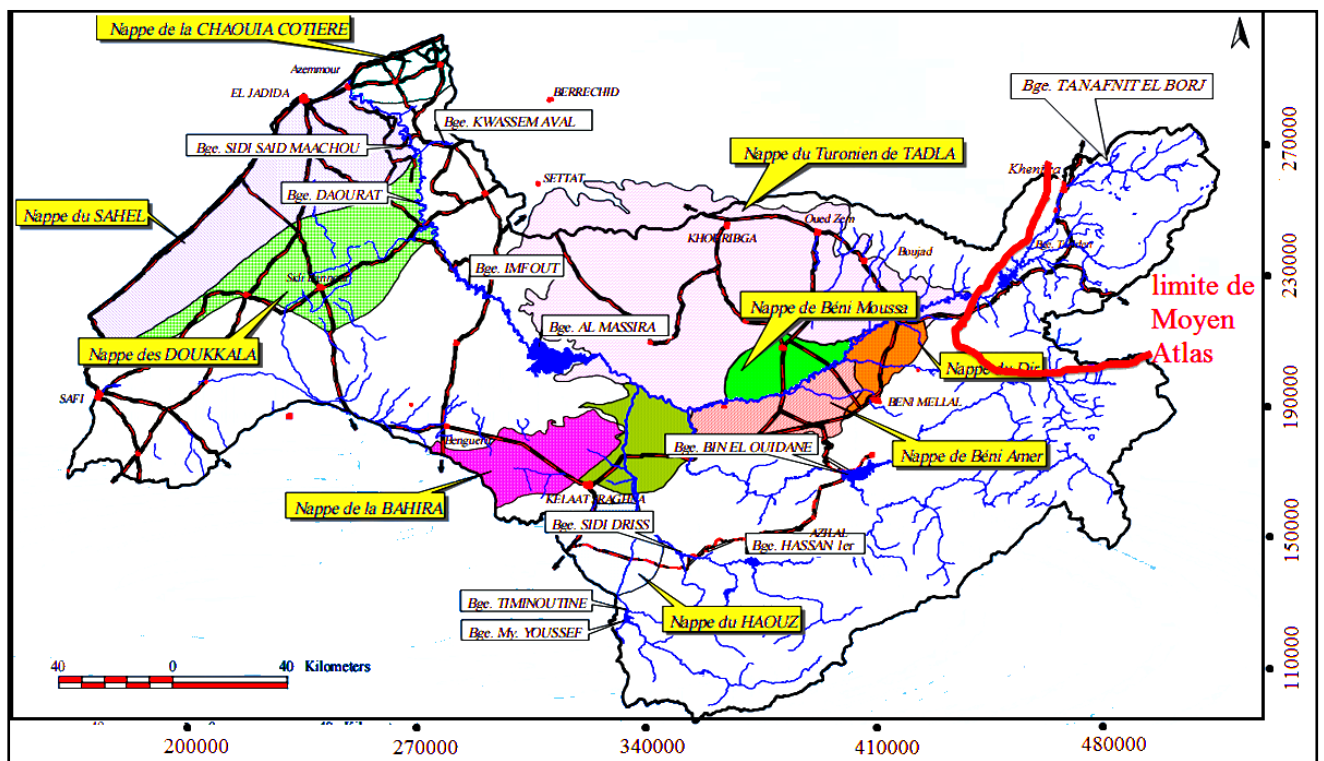 Nappe de la CHAOUIA COTIERE
Azemmour
EL JADIDA
BERRECHID
Bge. TANAFNIT EL BORJ
Bge. KWASSEM AVAL
Bge. SIDI SAID MAACHOU
270000
Nappe du Turonien de TADLA
SETTAT
Bge. DAOURAT
Nappe du SAHEL
Oued Zem
KHOURIBGA
Boujad
Bge. IMFOUT
230000
limite de
Moyen
Atlas
Nappe de Béni Moussa
Bge. AL MASSIRA
Nappe des DOUKKALA
Nappe du Dir
SAFI
BENI MELLAL
190000
Bge. BIN EL OUIDANE
Nappe de Béni Amer
Nappe de la BAHIRA
Bge. SIDI DRISS
AZILAL
Bge. HASSAN 1er
150000
Bge. TIMINOUTINE
Nappe du HAOUZ
Bge. My. YOUSSEF
110000
40 0 40 Kilometers
200000 270000 340000 410000 480000